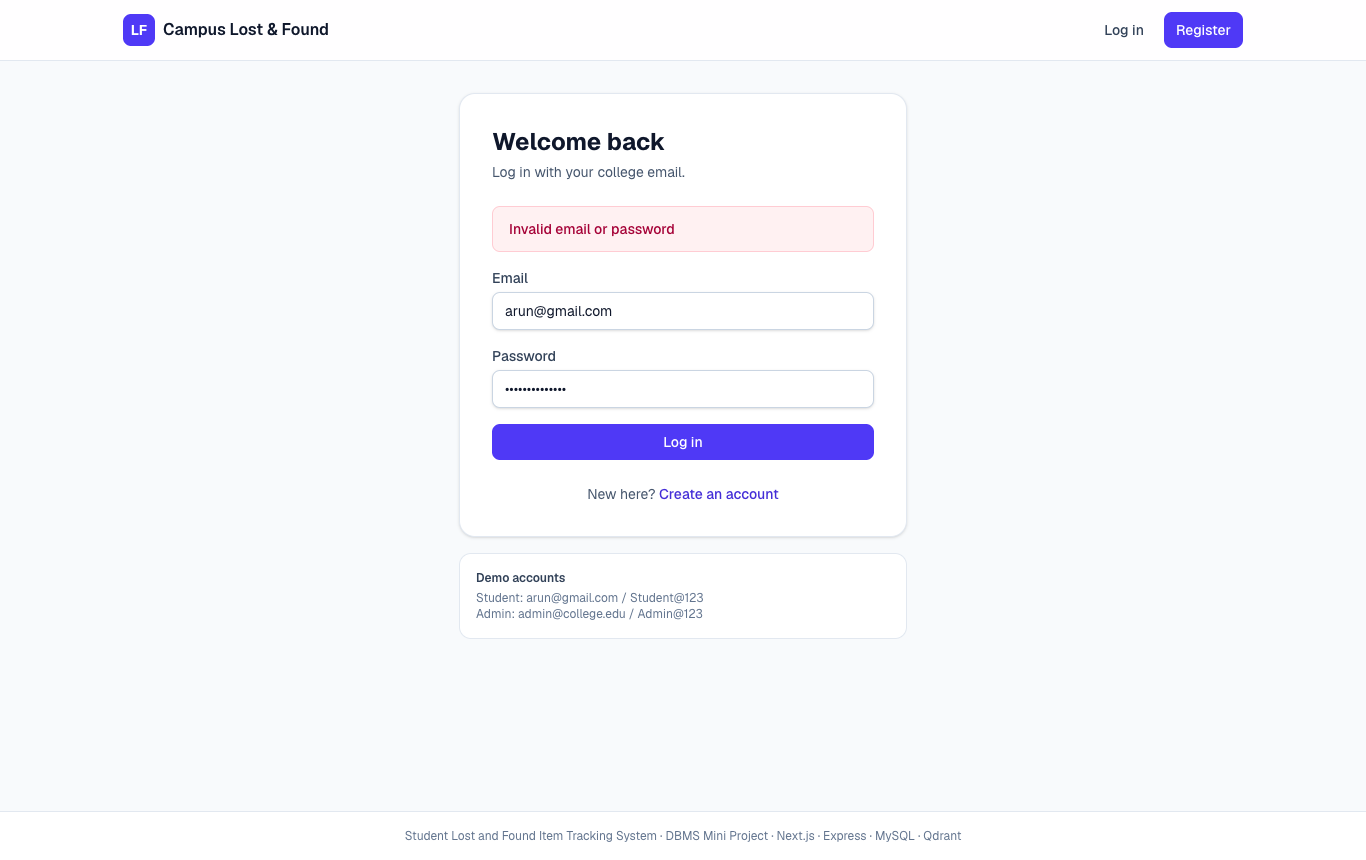 LF Campus Lost & Found Log in Register
Welcome back
Log in with your college email.
Invalid email or password
Email
arun@gmail.com
Password
••••••••••••••
Log in
New here? Create an account
Demo accounts
Student: arun@gmail.com / Student@123
Admin: admin@college.edu / Admin@123
Student Lost and Found Item Tracking System · DBMS Mini Project · Next.js · Express · MySQL · Qdrant